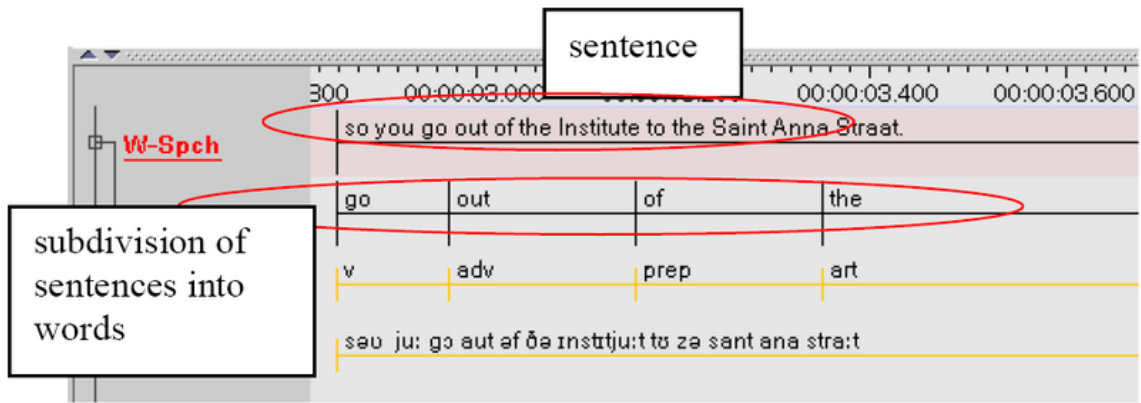 sentence
800 00:00:03.000 00:00:03.400 00:00:03.600
so you go out of the Institute to the Saint Anna Straat.
W-Spch
go out of the
subdivision of
sentences into
words
v adv prep art
səʊ ju: gɔ aut əf ðə ɪnstɪtju:t tʊ zə sant ana stra:t